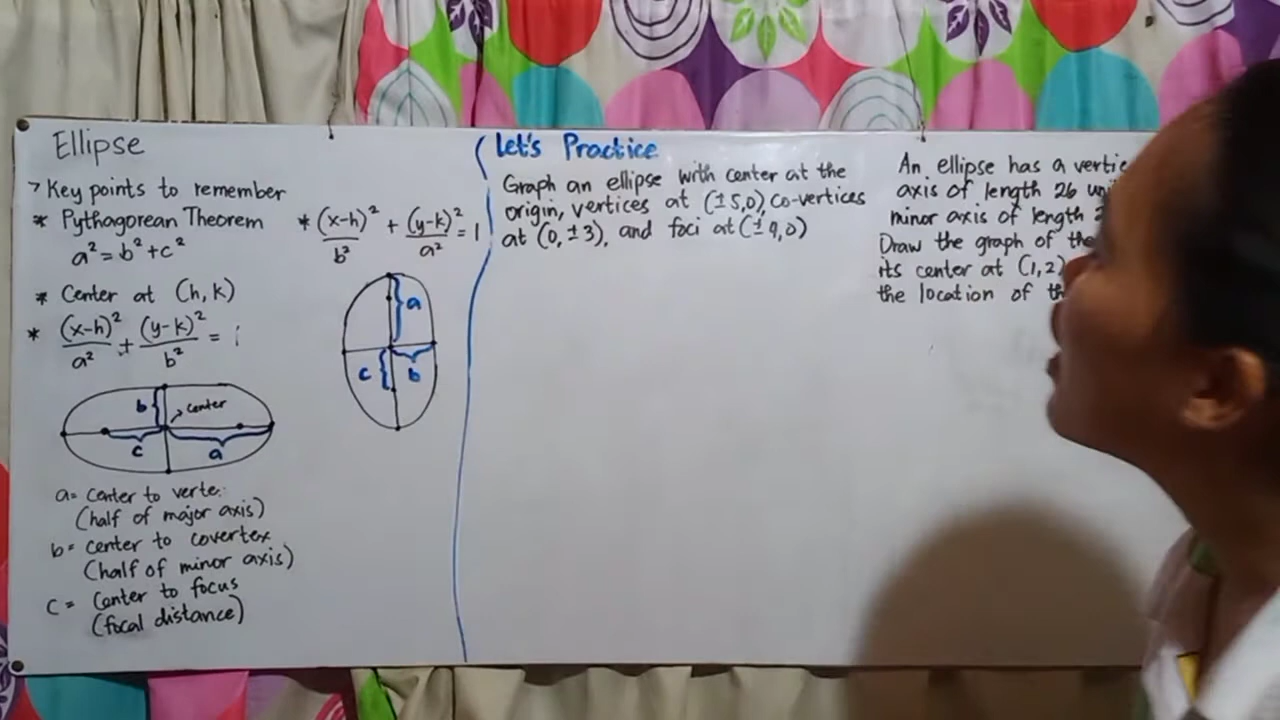 Ellipse
> Key points to remember
* Pythagorean Theorem
a² = b² + c²
* Center at (h, k)
* (x-h)²/a² + (y-k)²/b² = 1
b
center
c
a
a = Center to verte
(half of major axis)
b = center to covertex
(half of minor axis)
c = Center to focus
(focal distance)
* (x-h)²/b² + (y-k)²/a² = 1
a
c
b
Let's Practice
Graph an ellipse with center at the
origin, vertices at (±5,0), co-vertices
at (0, ±3), and foci at (±4,0)
An ellipse has a vertic
axis of length 26
minor axis of length
Draw the graph of the
its center at (1,2)
the location of